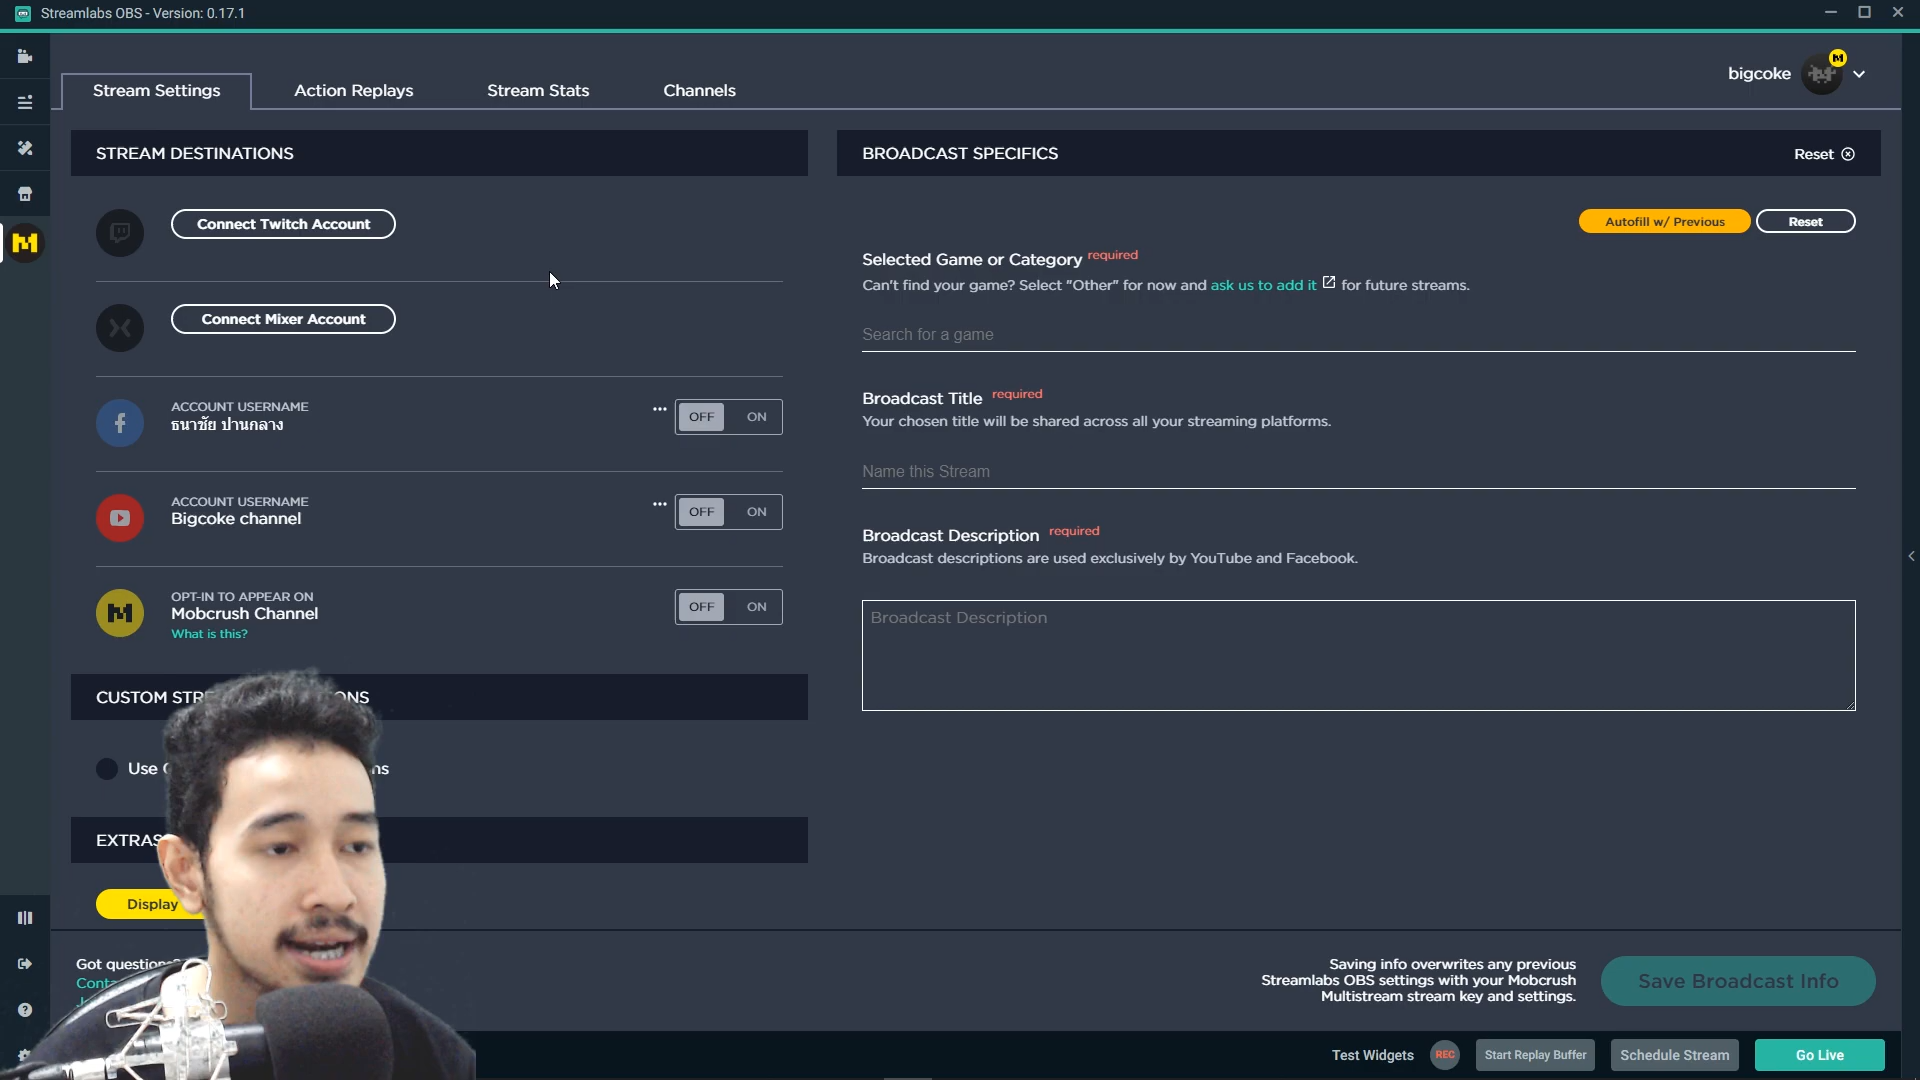 Streamlabs OBS - Version: 0.17.1
bigcoke
Stream Settings
Action Replays
Stream Stats
Channels
STREAM DESTINATIONS
Connect Twitch Account
Connect Mixer Account
ACCOUNT USERNAME
ธนาชัย ปานกลาง
OFF ON
ACCOUNT USERNAME
Bigcoke channel
OFF ON
OPT-IN TO APPEAR ON
Mobcrush Channel
What is this?
OFF ON
CUSTOM
Use
EXTRAS
Display
Got questions?
BROADCAST SPECIFICS
Reset
Autofill w/ Previous
Reset
Selected Game or Category required
Can't find your game? Select "Other" for now and ask us to add it for future streams.
Search for a game
Broadcast Title required
Your chosen title will be shared across all your streaming platforms.
Name this Stream
Broadcast Description required
Broadcast descriptions are used exclusively by YouTube and Facebook.
Broadcast Description
Saving info overwrites any previous
Streamlabs OBS settings with your Mobcrush
Multistream stream key and settings.
Save Broadcast Info
Test Widgets
REC
Start Replay Buffer
Schedule Stream
Go Live